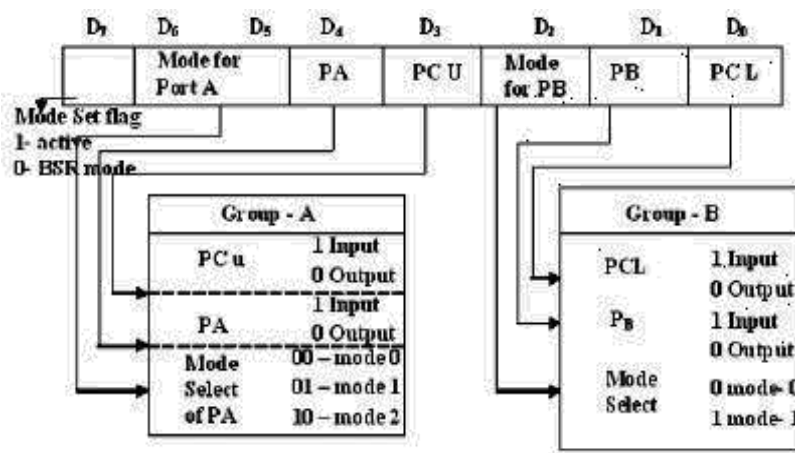 D7 D6 D5 D4 D3 D2 D1 D0
Mode for Port A
PA
PC U
Mode for PB
PB
PC L
Mode Set flag
1- active
0- BSR mode
Group - A
PC u
1 Input
0 Output
PA
1 Input
0 Output
Mode Select of PA
00 – mode 0
01 – mode 1
10 – mode 2
Group - B
PCL
1 Input
0 Output
PB
1 Input
0 Output
Mode Select
0 mode- 0
1 mode- 1